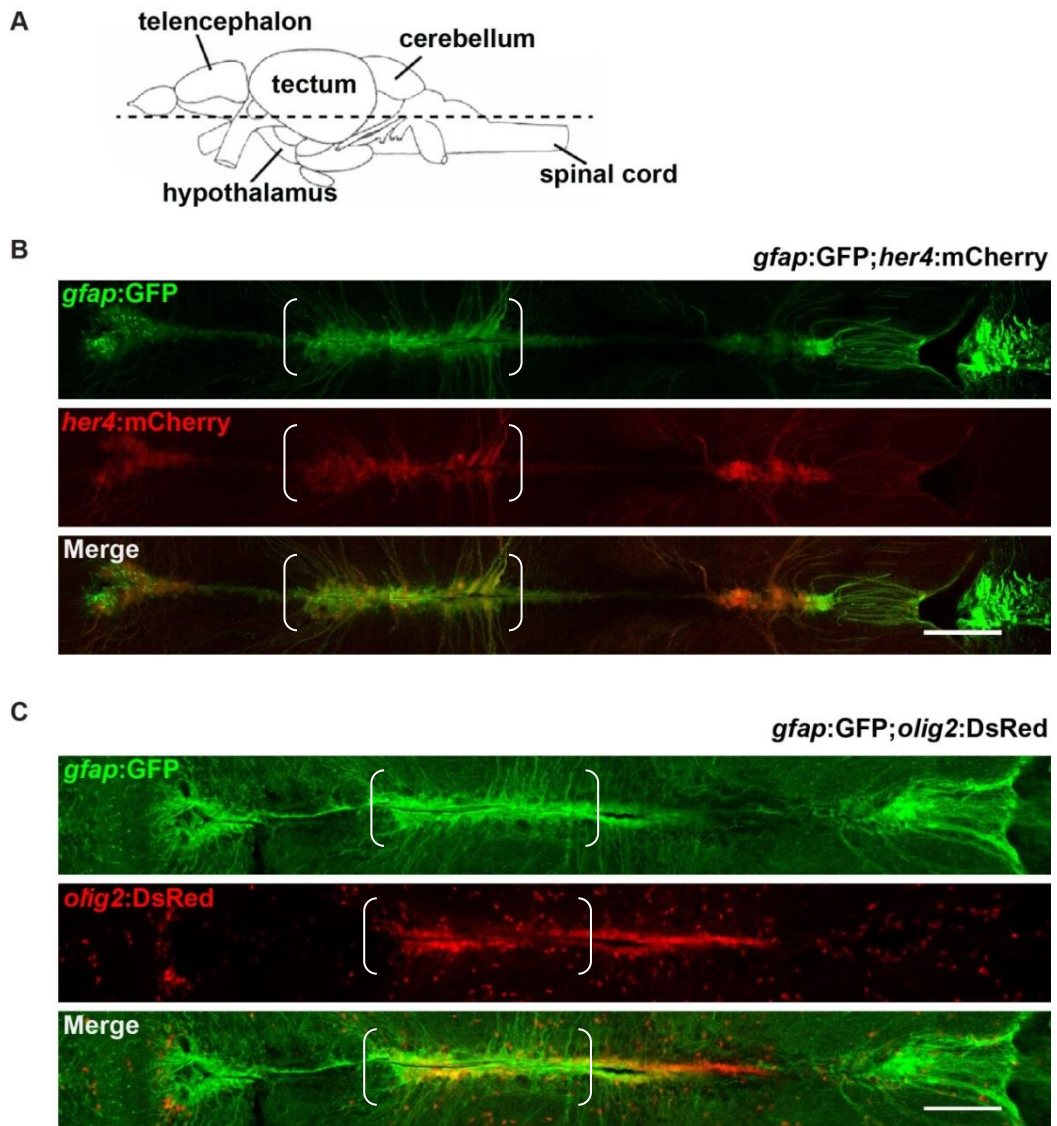 A
telencephalon
cerebellum
tectum
hypothalamus
spinal cord
B
gfap:GFP;her4:mCherry
gfap:GFP
her4:mCherry
Merge
C
gfap:GFP;olig2:DsRed
gfap:GFP
olig2:DsRed
Merge